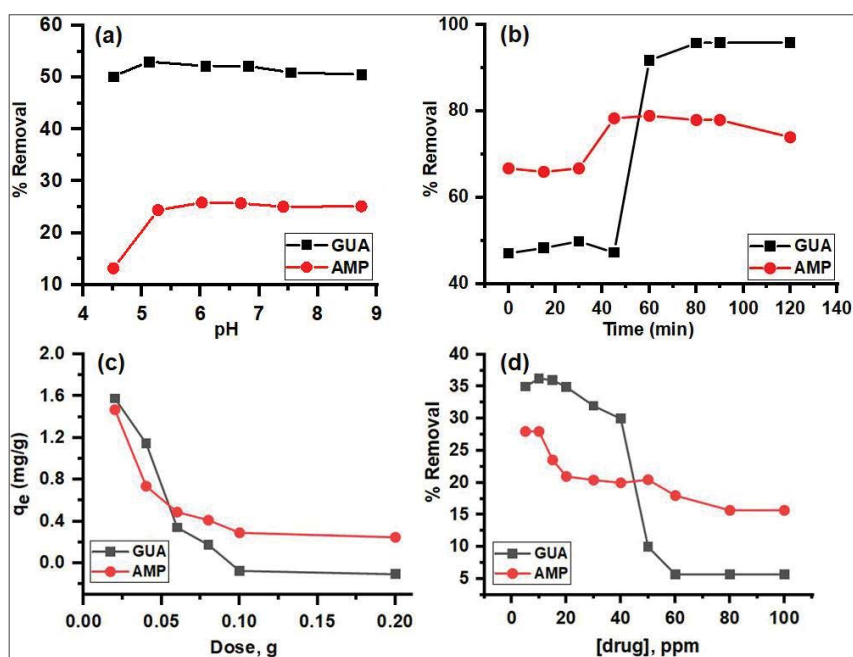 (a)
% Removal
60
50
40
30
20
10
GUA
AMP
4 5 6 7 8 9
pH
(b)
% Removal
100
80
60
40
GUA
AMP
0 20 40 60 80 100 120 140
Time (min)
(c)
qe (mg/g)
2.0
1.6
1.2
0.8
0.4
0.0
GUA
AMP
0.00 0.05 0.10 0.15 0.20
Dose, g
(d)
% Removal
40
35
30
25
20
15
10
5
GUA
AMP
0 20 40 60 80 100
[drug], ppm